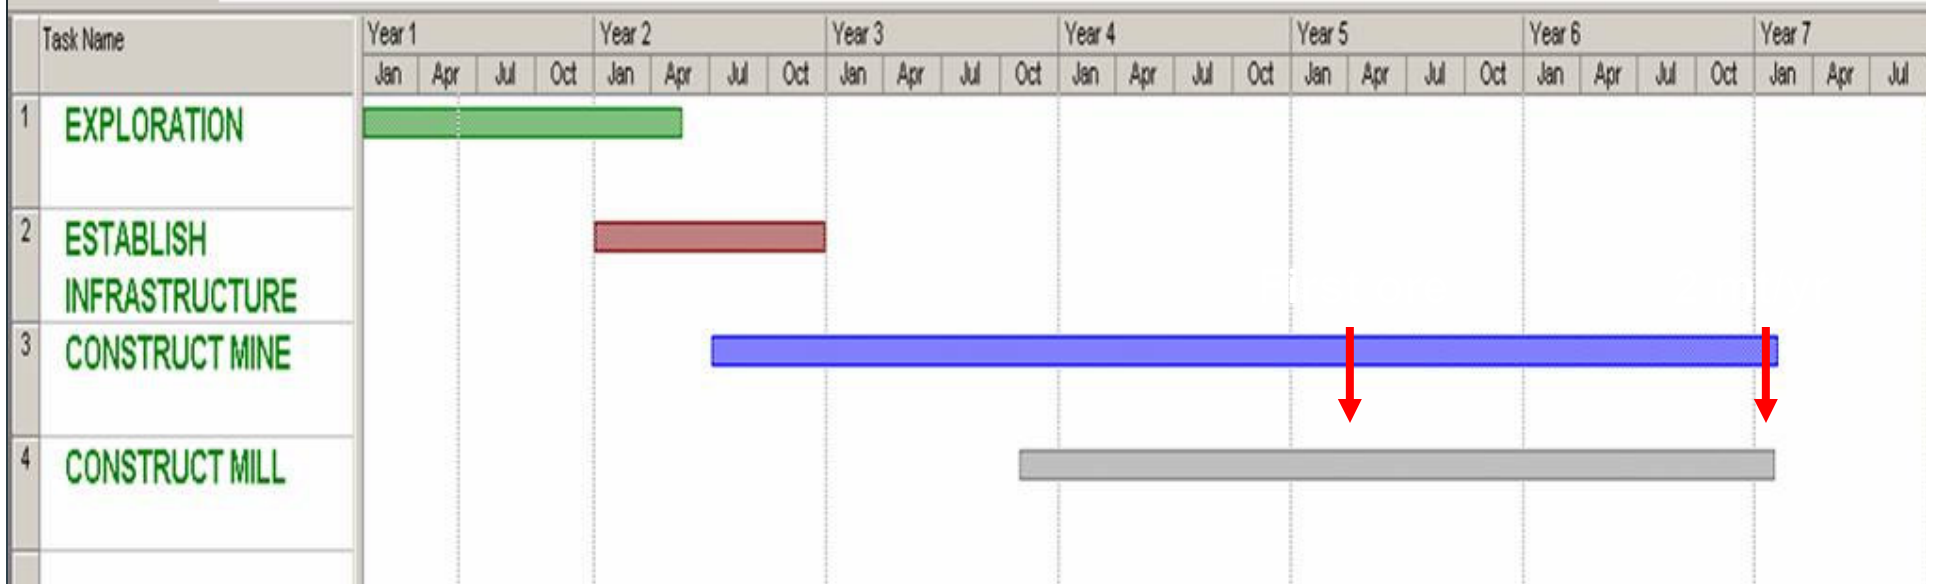 Task Name
Year 1 Year 2 Year 3 Year 4 Year 5 Year 6 Year 7
Jan Apr Jul Oct Jan Apr Jul Oct Jan Apr Jul Oct Jan Apr Jul Oct Jan Apr Jul Oct Jan Apr Jul Oct Jan Apr Jul
1 EXPLORATION
2 ESTABLISH
INFRASTRUCTURE
3 CONSTRUCT MINE
4 CONSTRUCT MILL